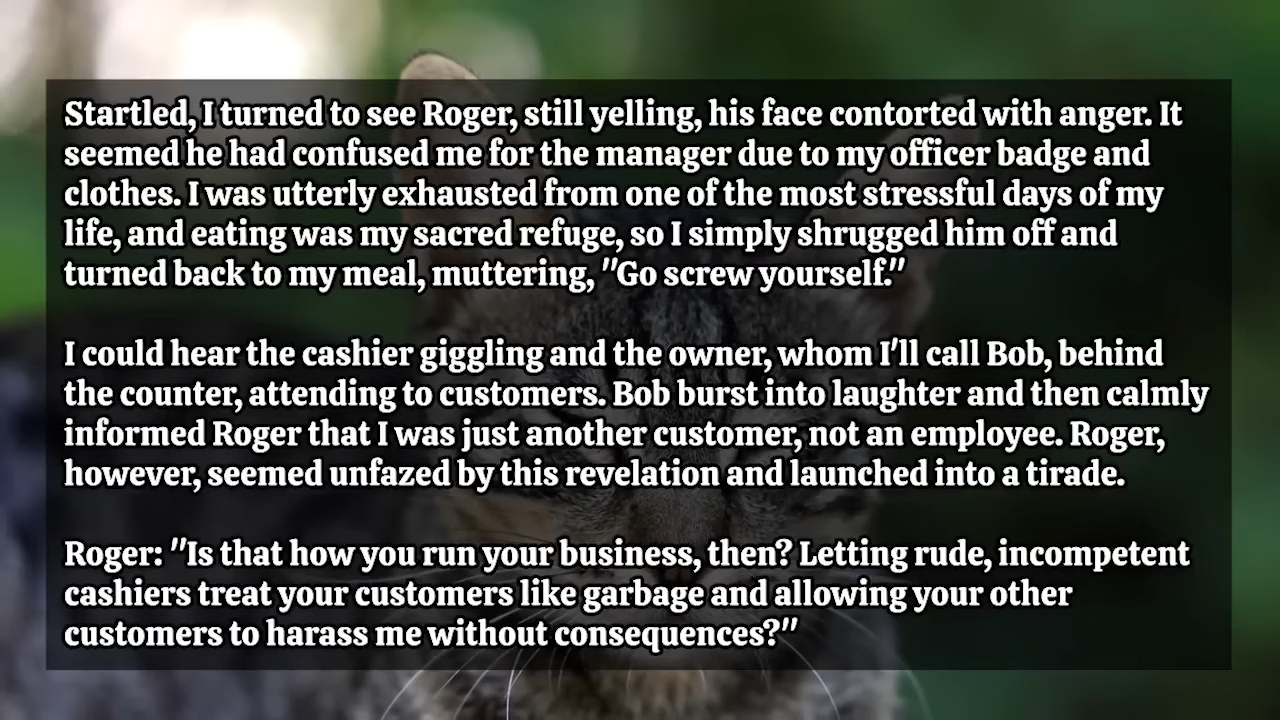 Startled, I turned to see Roger, still yelling, his face contorted with anger. It
seemed he had confused me for the manager due to my officer badge and
clothes. I was utterly exhausted from one of the most stressful days of my
life, and eating was my sacred refuge, so I simply shrugged him off and
turned back to my meal, muttering, "Go screw yourself."
I could hear the cashier giggling and the owner, whom I'll call Bob, behind
the counter, attending to customers. Bob burst into laughter and then calmly
informed Roger that I was just another customer, not an employee. Roger,
however, seemed unfazed by this revelation and launched into a tirade.
Roger: "Is that how you run your business, then? Letting rude, incompetent
cashiers treat your customers like garbage and allowing your other
customers to harass me without consequences?"